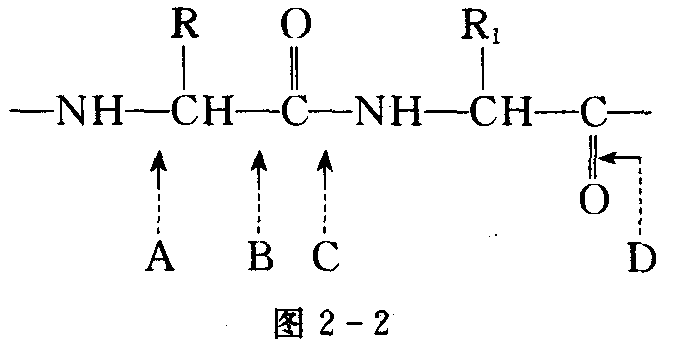 R O R₁
—NH—CH—C—NH—CH—C—
O
A B C D
图 2-2